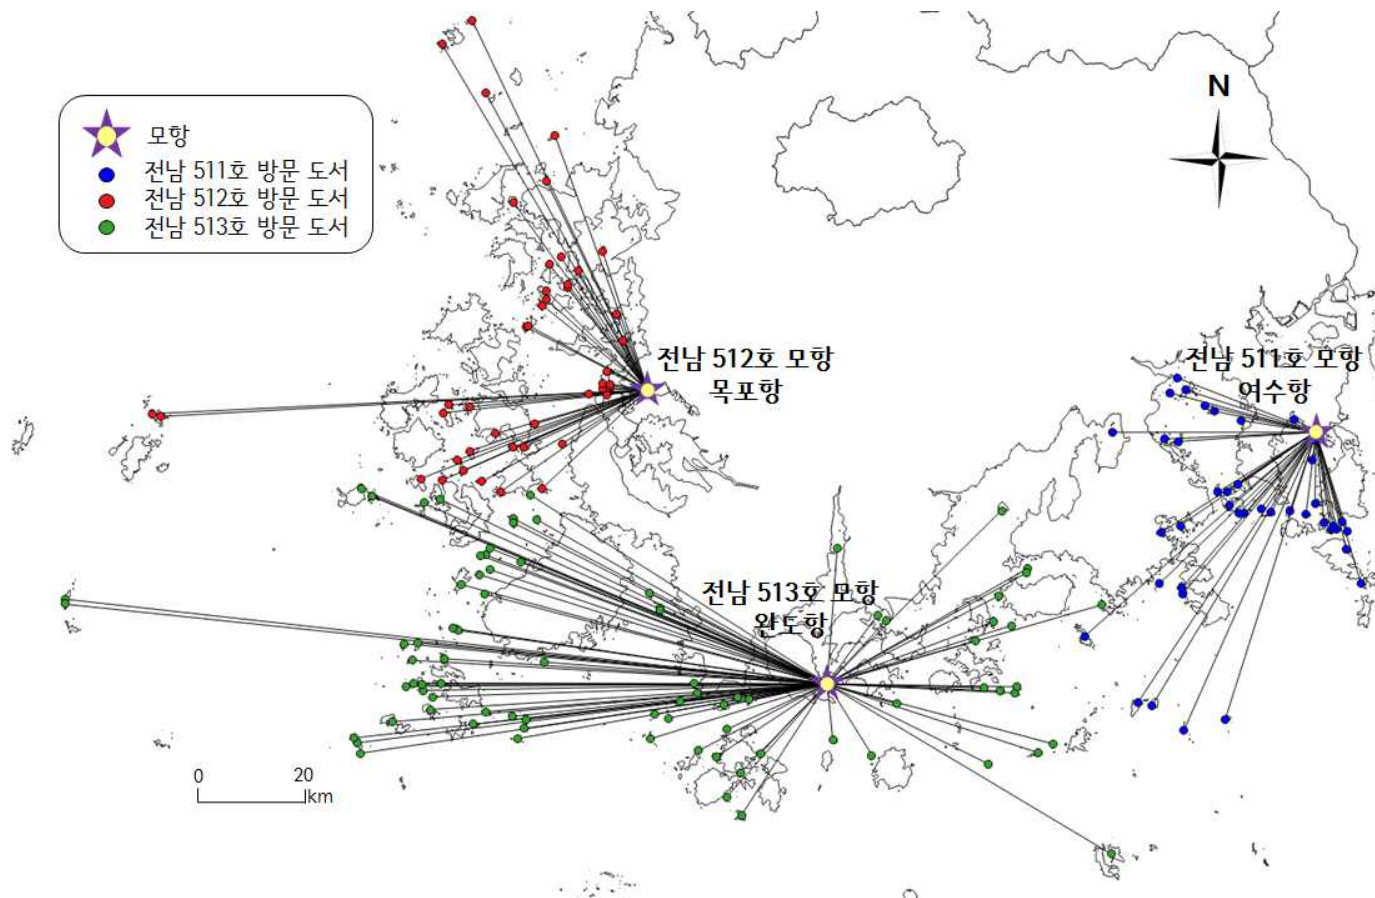 N
모항
전남 511호 방문 도서
전남 512호 방문 도서
전남 513호 방문 도서
전남 512호 모항
목포항
전남 511호 모항
여수항
전남 513호 모항
완도항
0 20
km